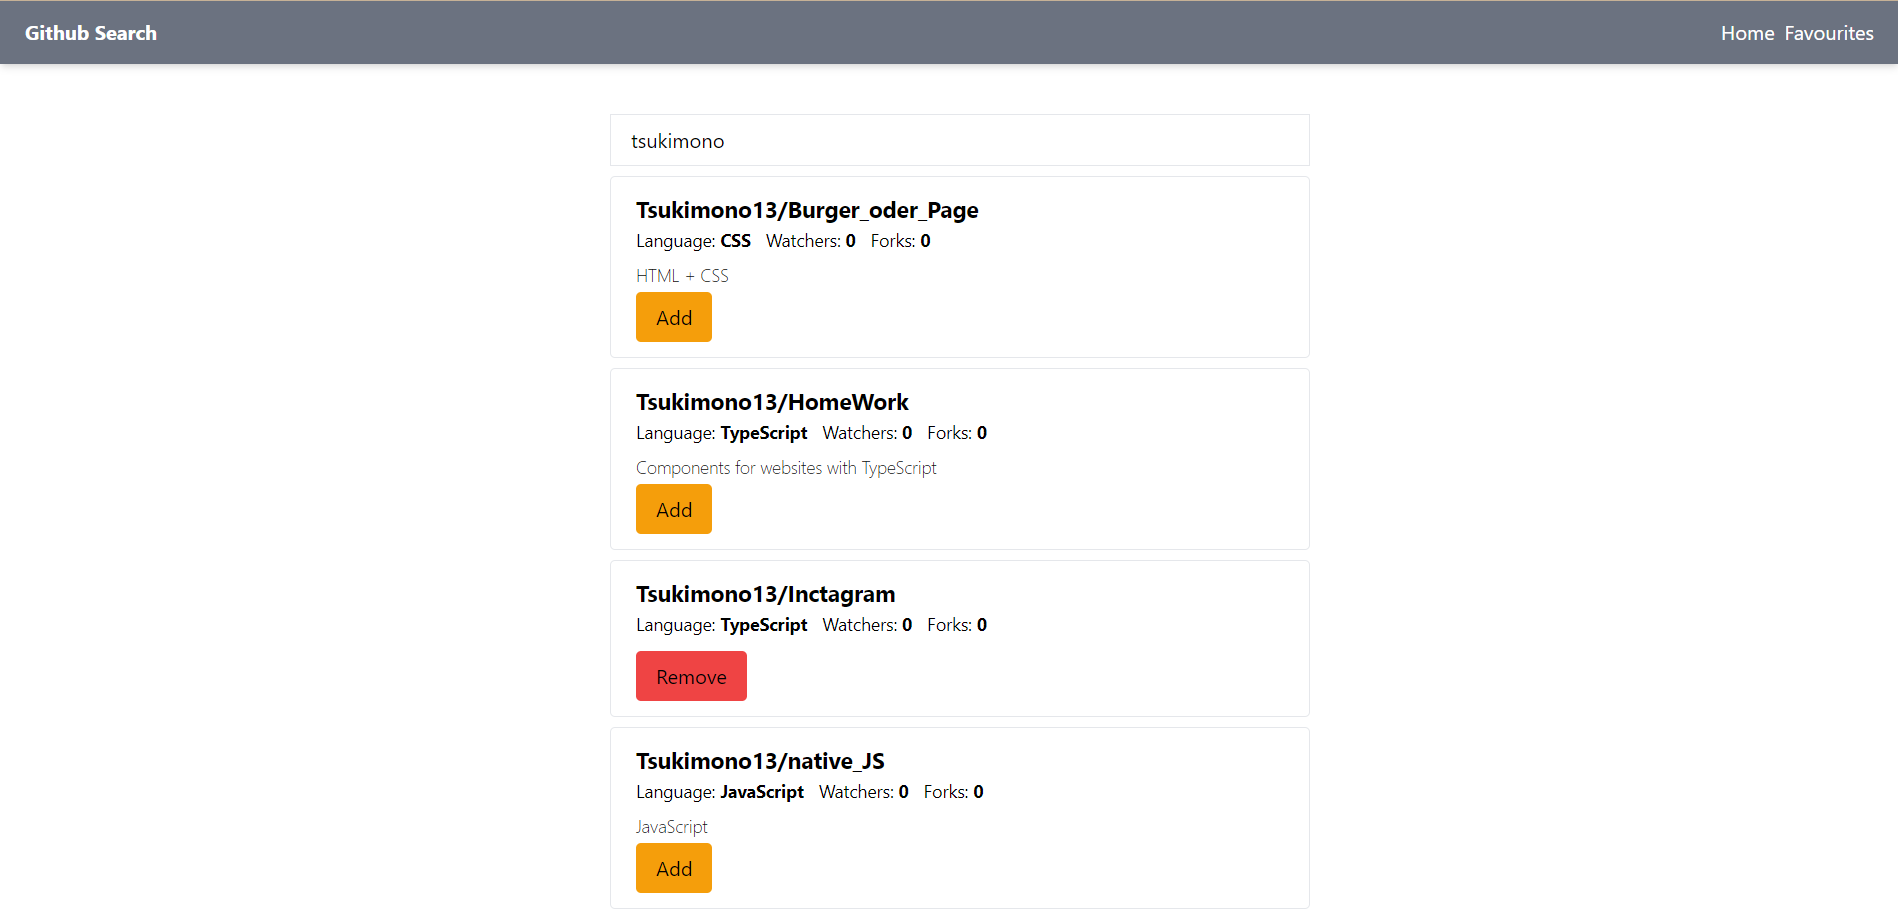 Github Search
Home Favourites
tsukimono
Tsukimono13/Burger_oder_Page
Language: CSS Watchers: 0 Forks: 0
HTML + CSS
Add
Tsukimono13/HomeWork
Language: TypeScript Watchers: 0 Forks: 0
Components for websites with TypeScript
Add
Tsukimono13/Inctagram
Language: TypeScript Watchers: 0 Forks: 0
Remove
Tsukimono13/native_JS
Language: JavaScript Watchers: 0 Forks: 0
JavaScript
Add